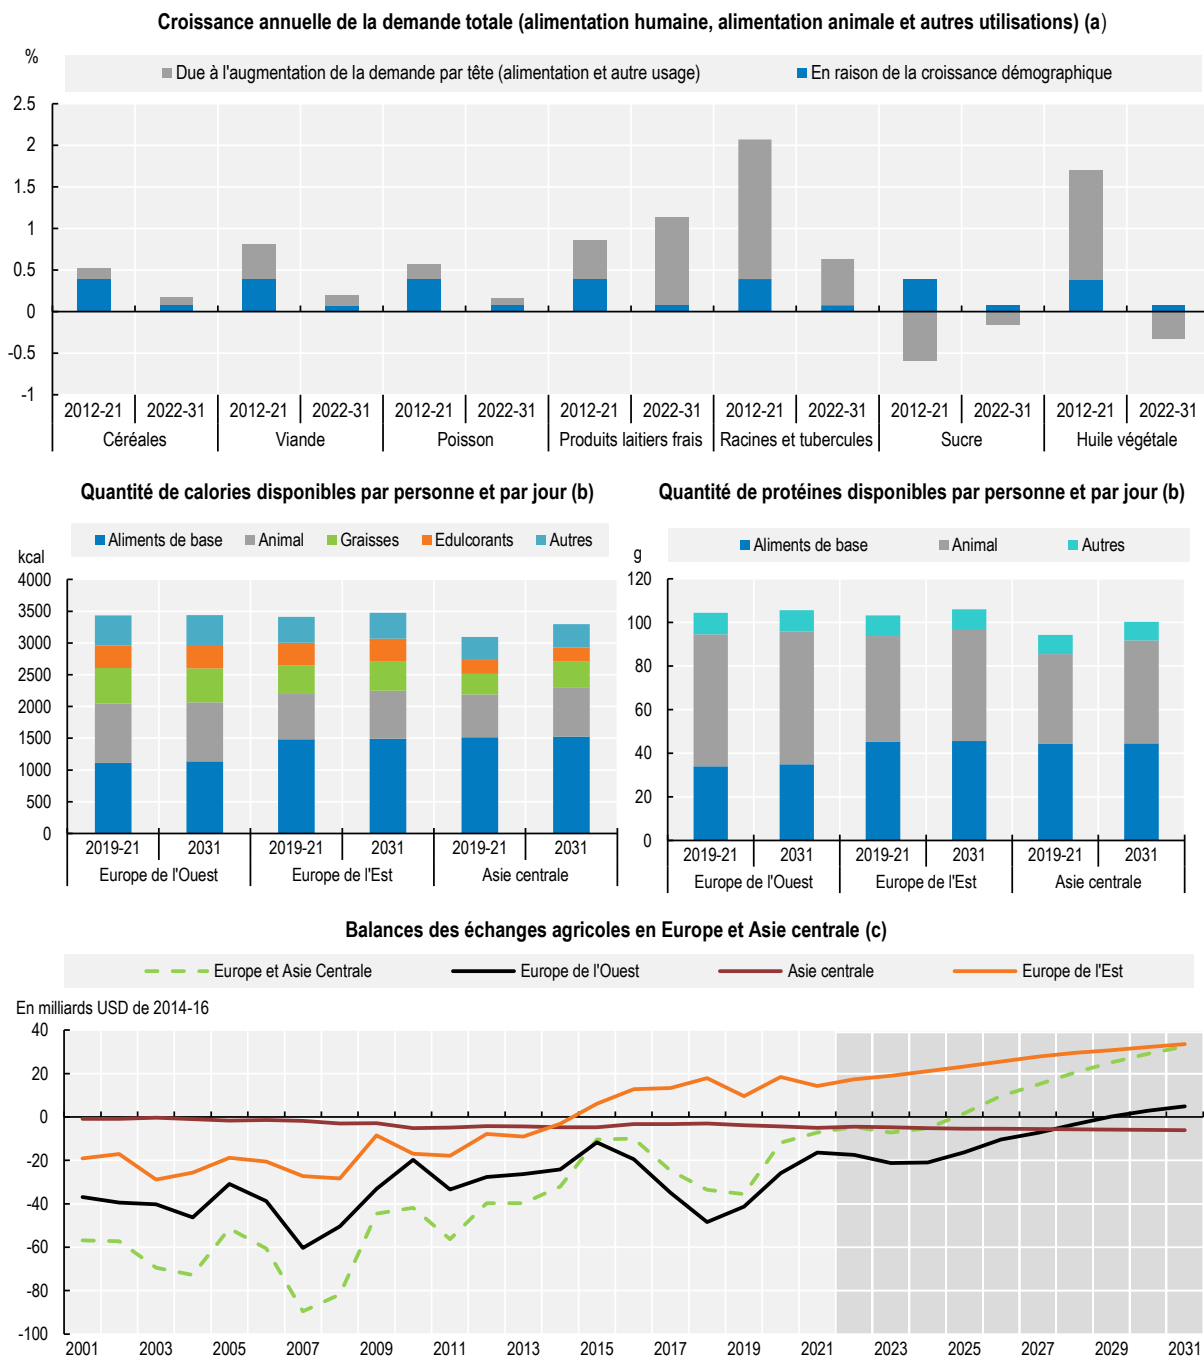 Croissance annuelle de la demande totale (alimentation humaine, alimentation animale et autres utilisations) (a)
%
Due à l'augmentation de la demande par tête (alimentation et autre usage) En raison de la croissance démographique
2.5
2
1.5
1
0.5
0
-0.5
-1
2012-21 2022-31 2012-21 2022-31 2012-21 2022-31 2012-21 2022-31 2012-21 2022-31 2012-21 2022-31 2012-21 2022-31
Céréales Viande Poisson Produits laitiers frais Racines et tubercules Sucre Huile végétale
Quantité de calories disponibles par personne et par jour (b)
Aliments de base Animal Graisses Edulcorants Autres
kcal
4000
3500
3000
2500
2000
1500
1000
500
0
2019-21 2031 2019-21 2031 2019-21 2031
Europe de l'Ouest Europe de l'Est Asie centrale
Quantité de protéines disponibles par personne et par jour (b)
Aliments de base Animal Autres
g
120
100
80
60
40
20
0
2019-21 2031 2019-21 2031 2019-21 2031
Europe de l'Ouest Europe de l'Est Asie centrale
Balances des échanges agricoles en Europe et Asie centrale (c)
Europe et Asie Centrale Europe de l'Ouest Asie centrale Europe de l'Est
En milliards USD de 2014-16
40
20
0
-20
-40
-60
-80
-100
2001 2003 2005 2007 2009 2011 2013 2015 2017 2019 2021 2023 2025 2027 2029 2031